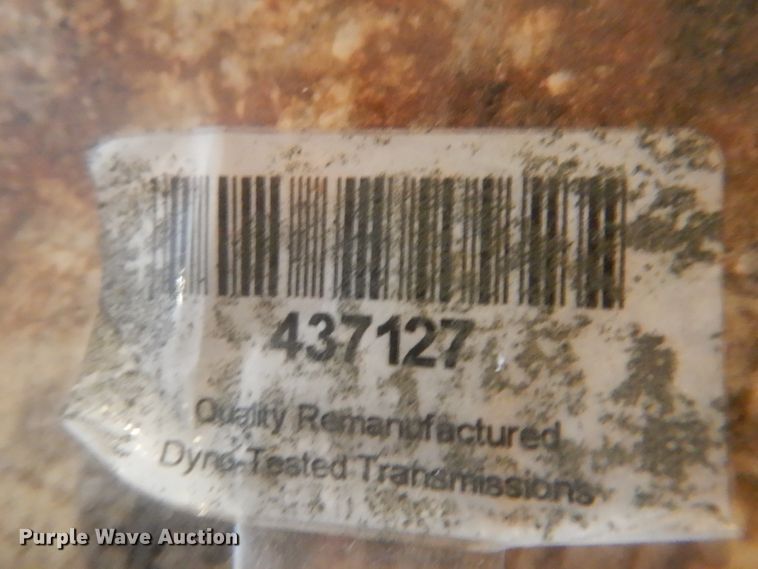 437127
Quality Remanufactured
Dyno-Tested Transmissions
Purple Wave Auction